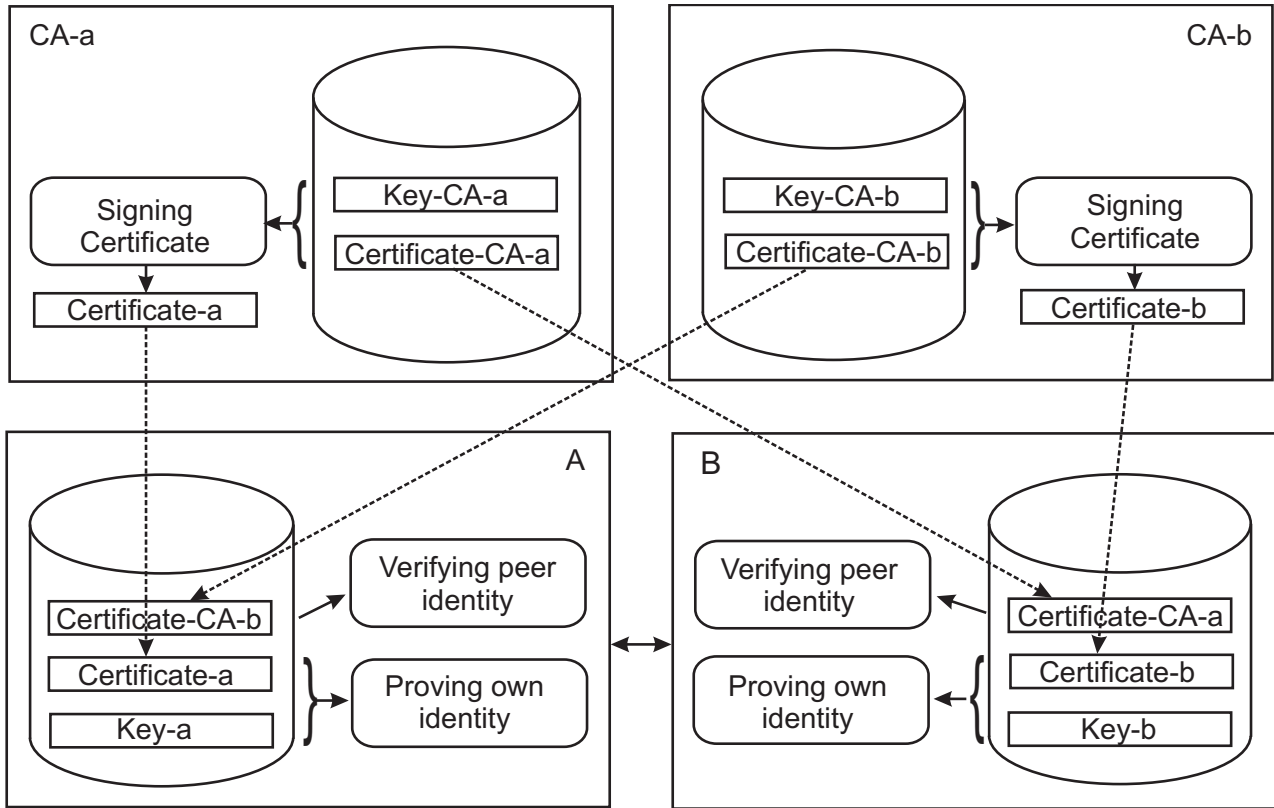 CA-a
Key-CA-a
Certificate-CA-a
Signing
Certificate
Certificate-a
CA-b
Key-CA-b
Certificate-CA-b
Signing
Certificate
Certificate-b
A
Certificate-CA-b
Certificate-a
Key-a
Verifying peer
identity
Proving own
identity
B
Verifying peer
identity
Proving own
identity
Certificate-CA-a
Certificate-b
Key-b